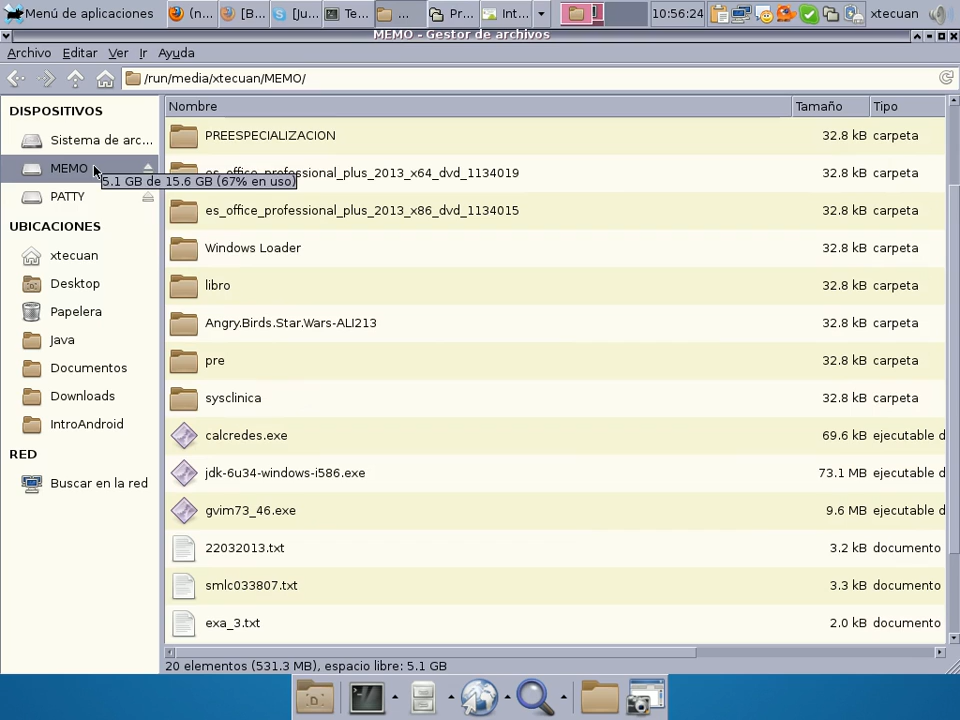 Menú de aplicaciones
(n...
[B...
[Ju...
Te...
...
Pr...
Int...
10:56:24
xtecuan
MEMO - Gestor de archivos
Archivo Editar Ver Ir Ayuda
/run/media/xtecuan/MEMO/
DISPOSITIVOS
Sistema de arc...
MEMO
5.1 GB de 15.6 GB (67% en uso)
PATTY
UBICACIONES
xtecuan
Desktop
Papelera
Java
Documentos
Downloads
IntroAndroid
RED
Buscar en la red
Nombre Tamaño Tipo
PREESPECIALIZACION 32.8 kB carpeta
es_office_professional_plus_2013_x64_dvd_1134019 32.8 kB carpeta
es_office_professional_plus_2013_x86_dvd_1134015 32.8 kB carpeta
Windows Loader 32.8 kB carpeta
libro 32.8 kB carpeta
Angry.Birds.Star.Wars-ALI213 32.8 kB carpeta
pre 32.8 kB carpeta
sysclinica 32.8 kB carpeta
calcredes.exe 69.6 kB ejecutable d
jdk-6u34-windows-i586.exe 73.1 MB ejecutable d
gvim73_46.exe 9.6 MB ejecutable d
22032013.txt 3.2 kB documento
smlc033807.txt 3.3 kB documento
exa_3.txt 2.0 kB documento
20 elementos (531.3 MB), espacio libre: 5.1 GB